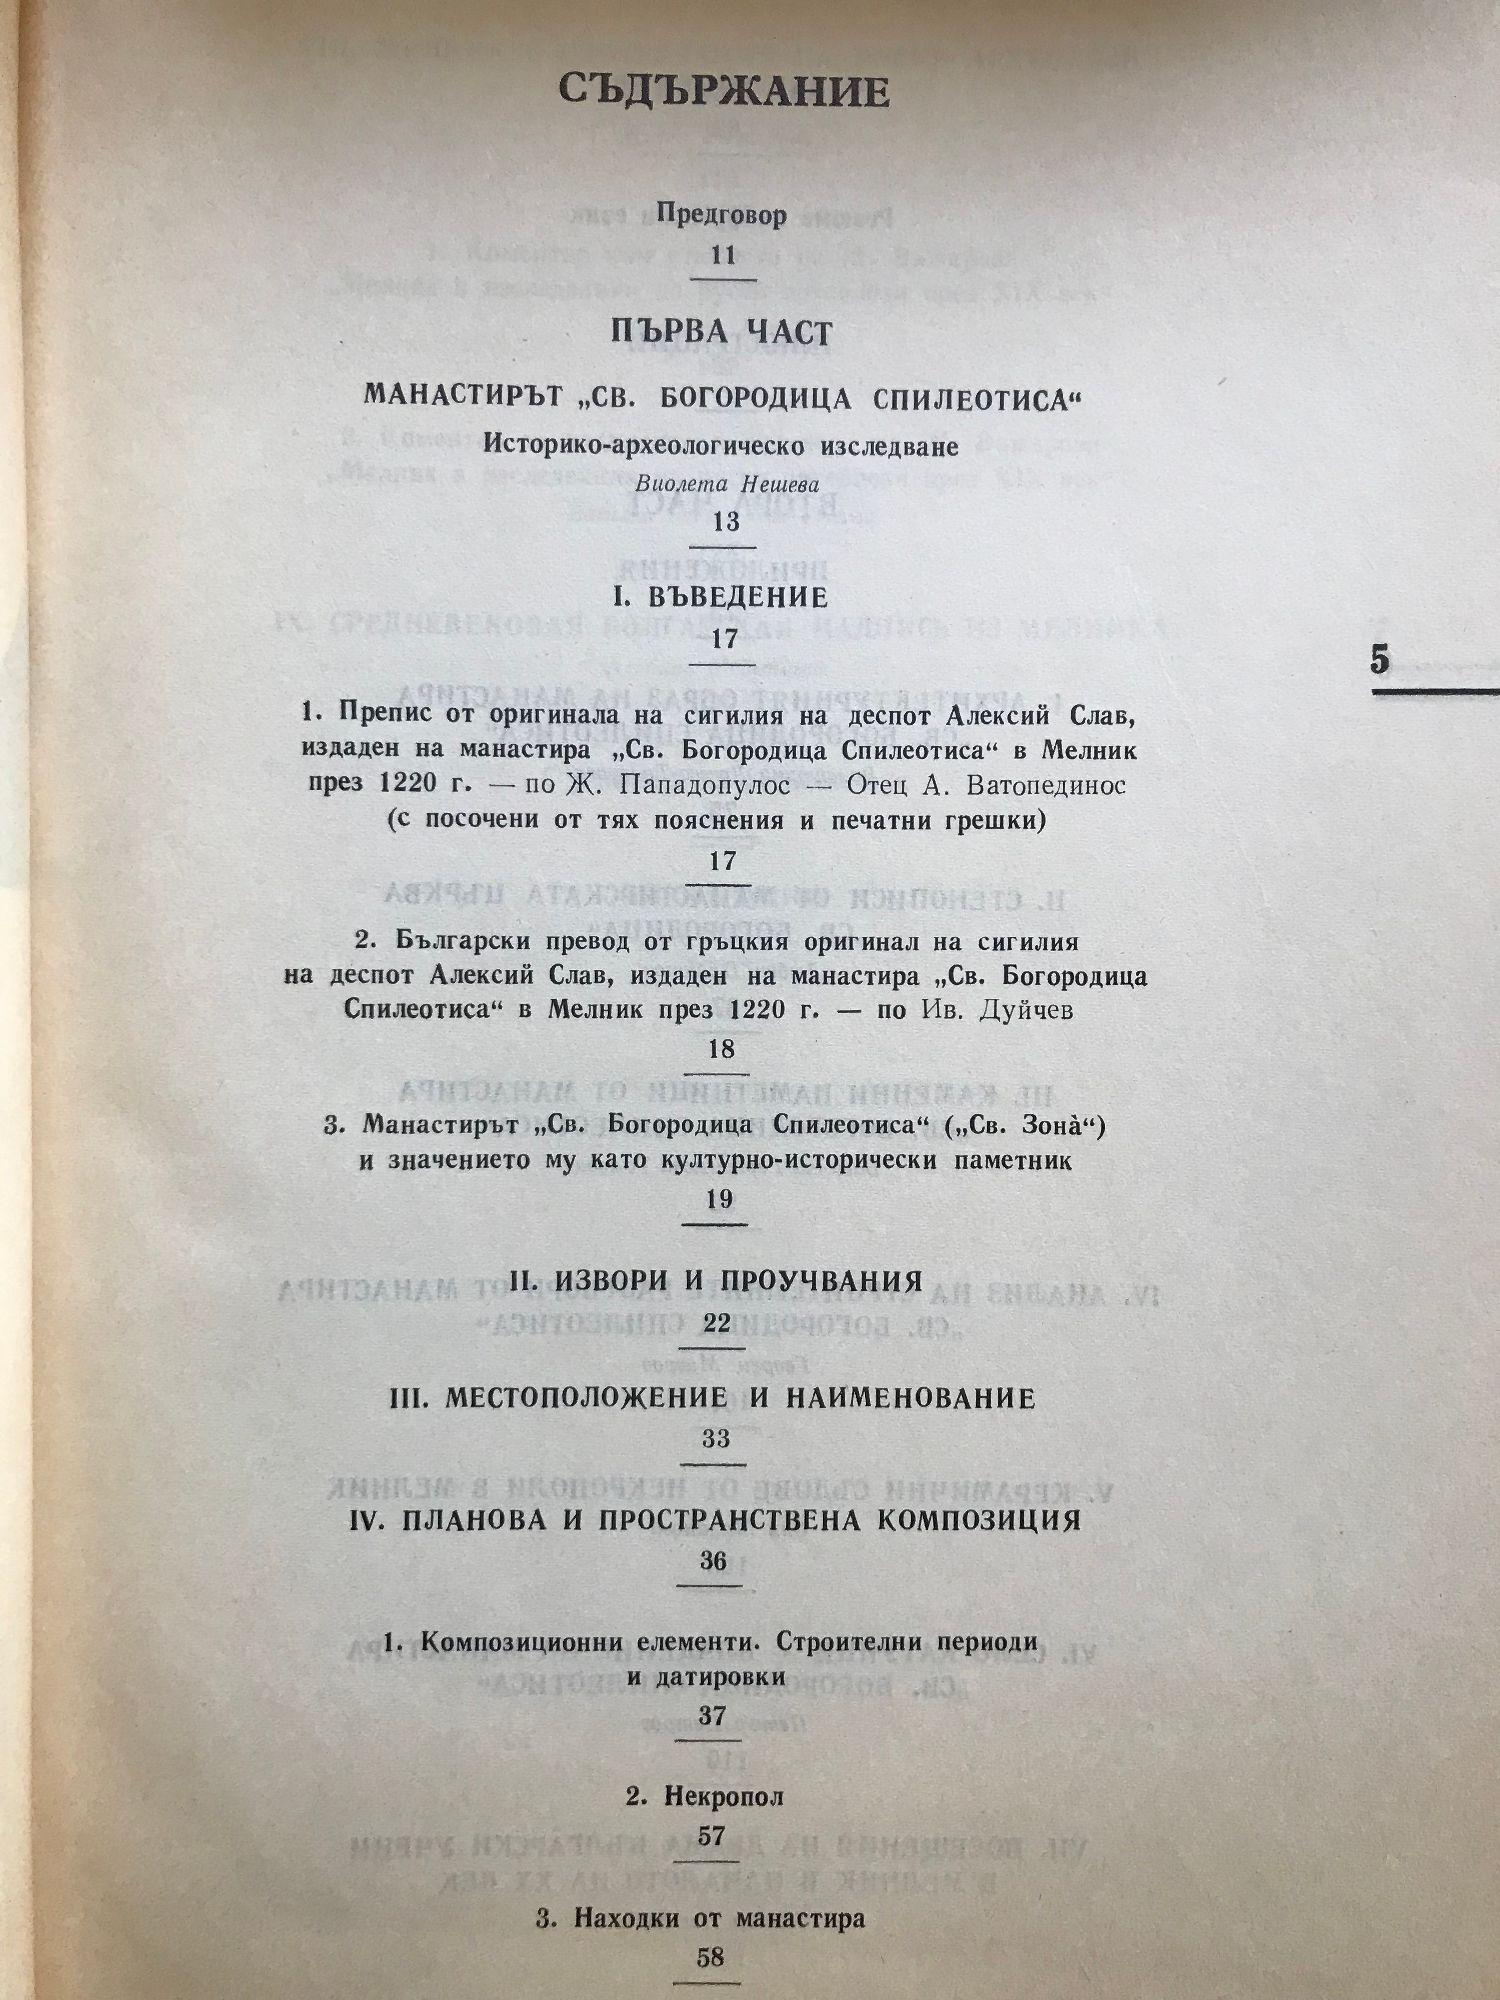 СЪДЪРЖАНИЕ
Предговор
11
ПЪРВА ЧАСТ
МАНАСТИРЪТ „СВ. БОГОРОДИЦА СПИЛЕОТИСА“
Историко-археологическо изследване
Виолета Нешева
13
I. ВЪВЕДЕНИЕ
17
5
1. Препис от оригинала на сигилия на деспот Алексий Слав,
издаден на манастира „Св. Богородица Спилеотиса“ в Мелник
през 1220 г. — по Ж. Пападопулос — Отец А. Ватопединос
(с посочени от тях пояснения и печатни грешки)
17
2. Български превод от гръцкия оригинал на сигилия
на деспот Алексий Слав, издаден на манастира „Св. Богородица
Спилеотиса“ в Мелник през 1220 г. — по Ив. Дуйчев
18
3. Манастирът „Св. Богородица Спилеотиса“ („Св. Зона̀“)
и значението му като културно-исторически паметник
19
II. ИЗВОРИ И ПРОУЧВАНИЯ
22
III. МЕСТОПОЛОЖЕНИЕ И НАИМЕНОВАНИЕ
33
IV. ПЛАНОВА И ПРОСТРАНСТВЕНА КОМПОЗИЦИЯ
36
1. Композиционни елементи. Строителни периоди
и датировки
37
2. Некропол
57
3. Находки от манастира
58